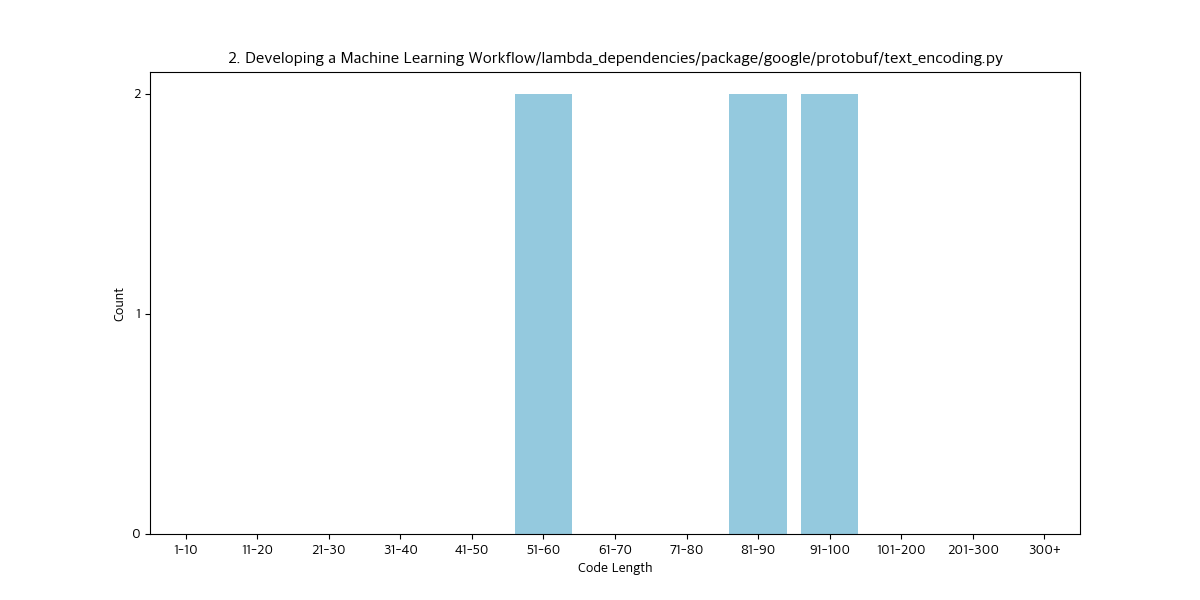 2. Developing a Machine Learning Workflow/lambda_dependencies/package/google/protobuf/text_encoding.py
2
1
0
Count
1-10 11-20 21-30 31-40 41-50 51-60 61-70 71-80 81-90 91-100 101-200 201-300 300+
Code Length